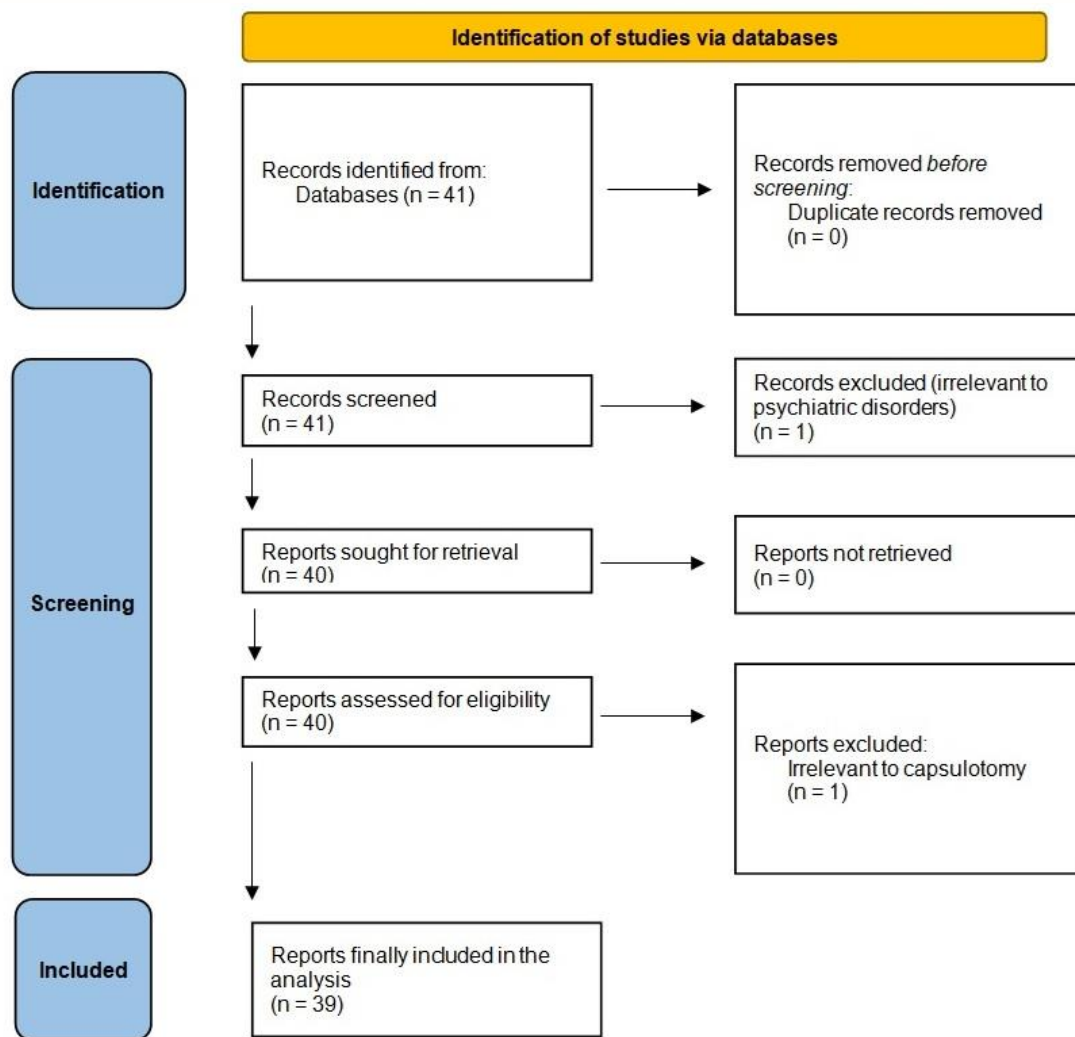 Identification of studies via databases
Identification
Records identified from:
Databases (n = 41)
Records removed before
screening:
Duplicate records removed
(n = 0)
Screening
Records screened
(n = 41)
Records excluded (irrelevant to
psychiatric disorders)
(n = 1)
Reports sought for retrieval
(n = 40)
Reports not retrieved
(n = 0)
Reports assessed for eligibility
(n = 40)
Reports excluded:
Irrelevant to capsulotomy
(n = 1)
Included
Reports finally included in the
analysis
(n = 39)